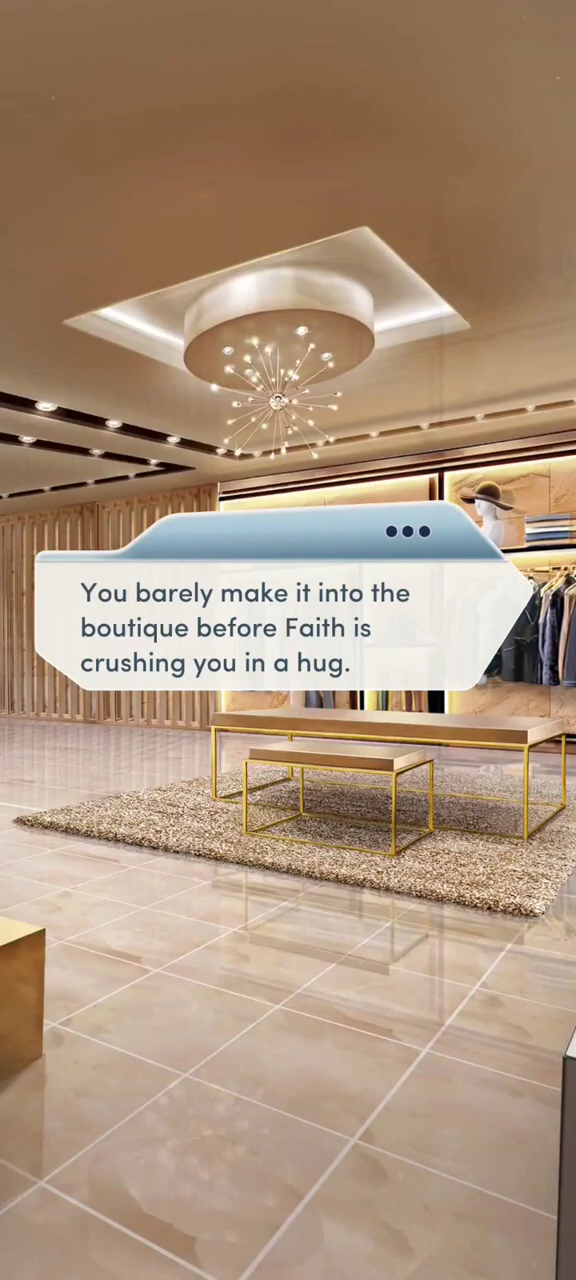 You barely make it into the
boutique before Faith is
crushing you in a hug.